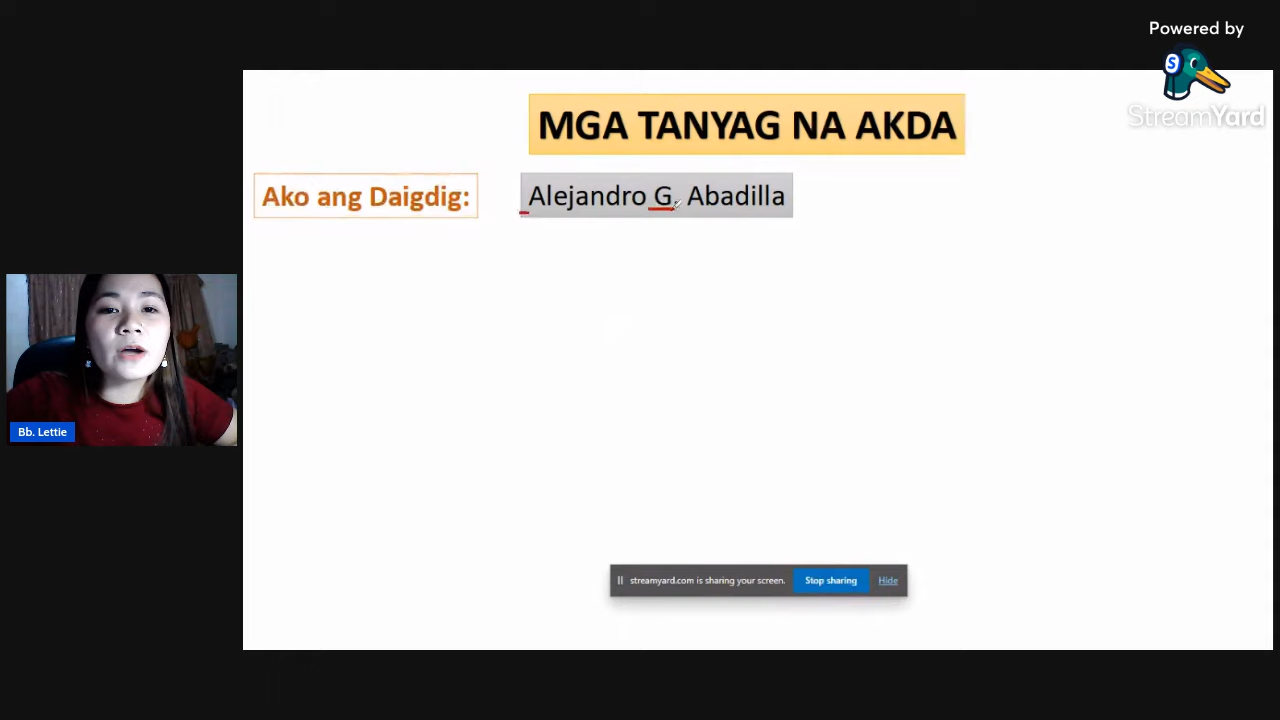 Powered by
StreamYard
MGA TANYAG NA AKDA
Ako ang Daigdig: Alejandro G. Abadilla
Bb. Lettie
streamyard.com is sharing your screen. Stop sharing Hide